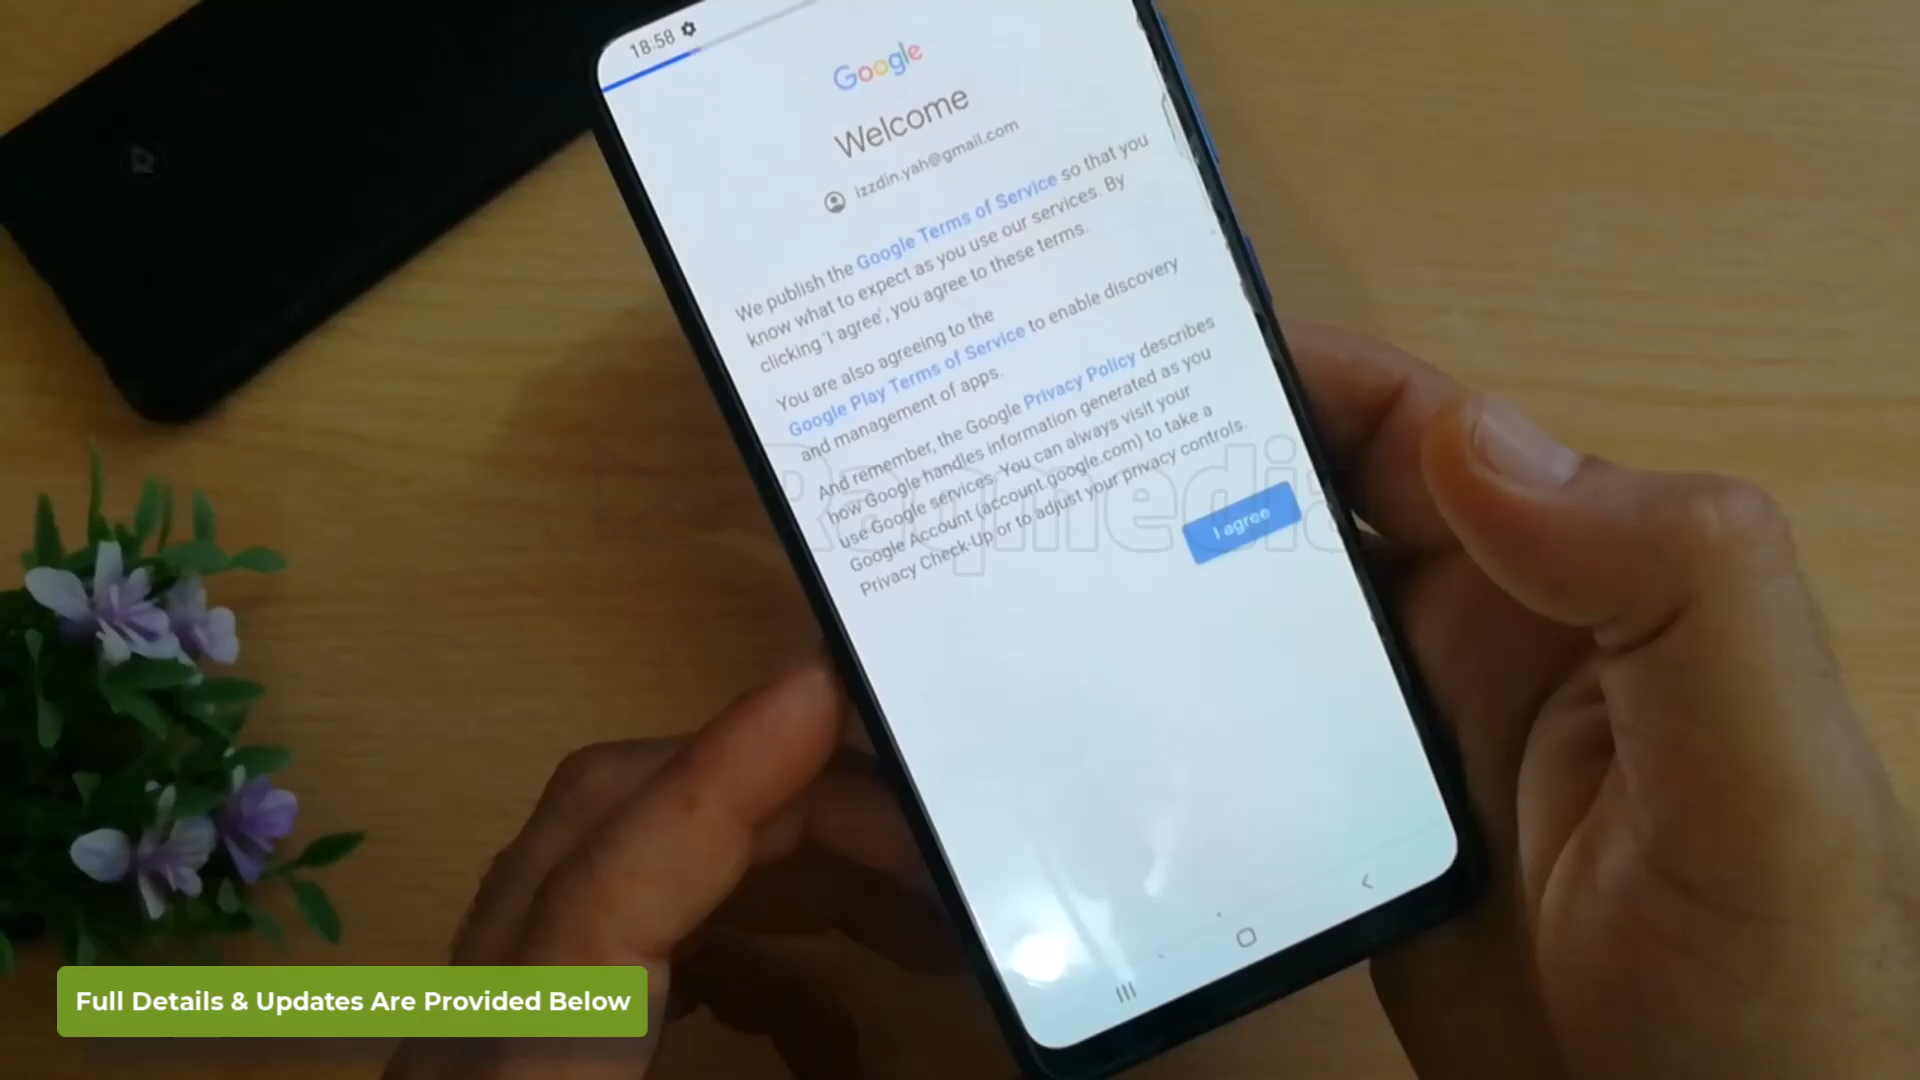 18:58
Google
Welcome
izzdin.yah@gmail.com
We publish the Google Terms of Service so that you
know what to expect as you use our services. By
clicking 'I agree', you agree to these terms.
You are also agreeing to the
Google Play Terms of Service to enable discovery
and management of apps.
And remember, the Google Privacy Policy describes
how Google handles information generated as you
use Google services. You can always visit your
Google Account (account.google.com) to take a
Privacy Check-Up or to adjust your privacy controls.
I agree
Raqmedia
Full Details & Updates Are Provided Below